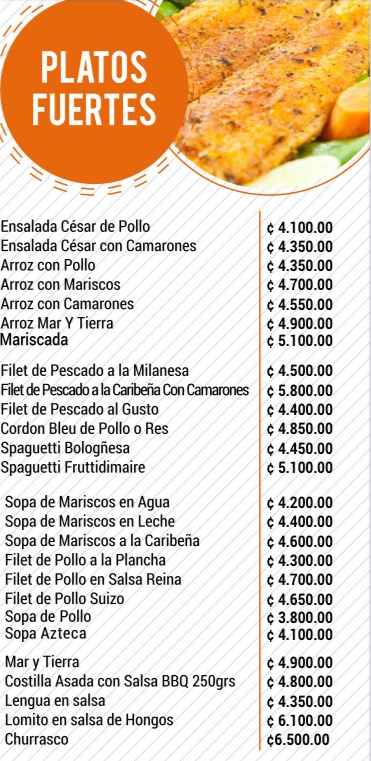 PLATOS
FUERTES
Ensalada César de Pollo ¢ 4.100.00
Ensalada César con Camarones ¢ 4.350.00
Arroz con Pollo ¢ 4.350.00
Arroz con Mariscos ¢ 4.700.00
Arroz con Camarones ¢ 4.550.00
Arroz Mar Y Tierra ¢ 4.900.00
Mariscada ¢ 5.100.00
Filet de Pescado a la Milanesa ¢ 4.500.00
Filet de Pescado a la Caribeña Con Camarones ¢ 5.800.00
Filet de Pescado al Gusto ¢ 4.400.00
Cordon Bleu de Pollo o Res ¢ 4.850.00
Spaguetti Bologñesa ¢ 4.450.00
Spaguetti Fruttidimaire ¢ 5.100.00
Sopa de Mariscos en Agua ¢ 4.200.00
Sopa de Mariscos en Leche ¢ 4.400.00
Sopa de Mariscos a la Caribeña ¢ 4.600.00
Filet de Pollo a la Plancha ¢ 4.300.00
Filet de Pollo en Salsa Reina ¢ 4.700.00
Filet de Pollo Suizo ¢ 4.650.00
Sopa de Pollo ¢ 3.800.00
Sopa Azteca ¢ 4.100.00
Mar y Tierra ¢ 4.900.00
Costilla Asada con Salsa BBQ 250grs ¢ 4.800.00
Lengua en salsa ¢ 4.350.00
Lomito en salsa de Hongos ¢ 6.100.00
Churrasco ¢6.500.00